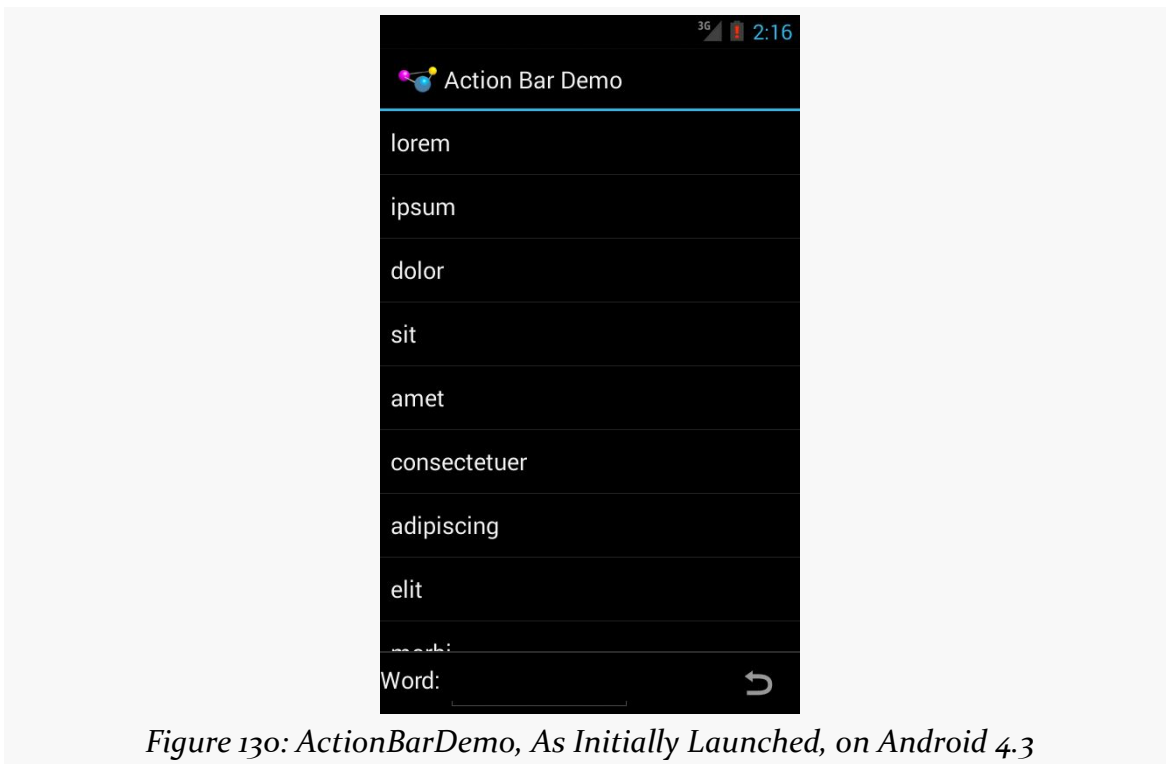 3G 2:16
Action Bar Demo
lorem
ipsum
dolor
sit
amet
consectetuer
adipiscing
elit
morbi
Word:
Figure 130: ActionBarDemo, As Initially Launched, on Android 4.3